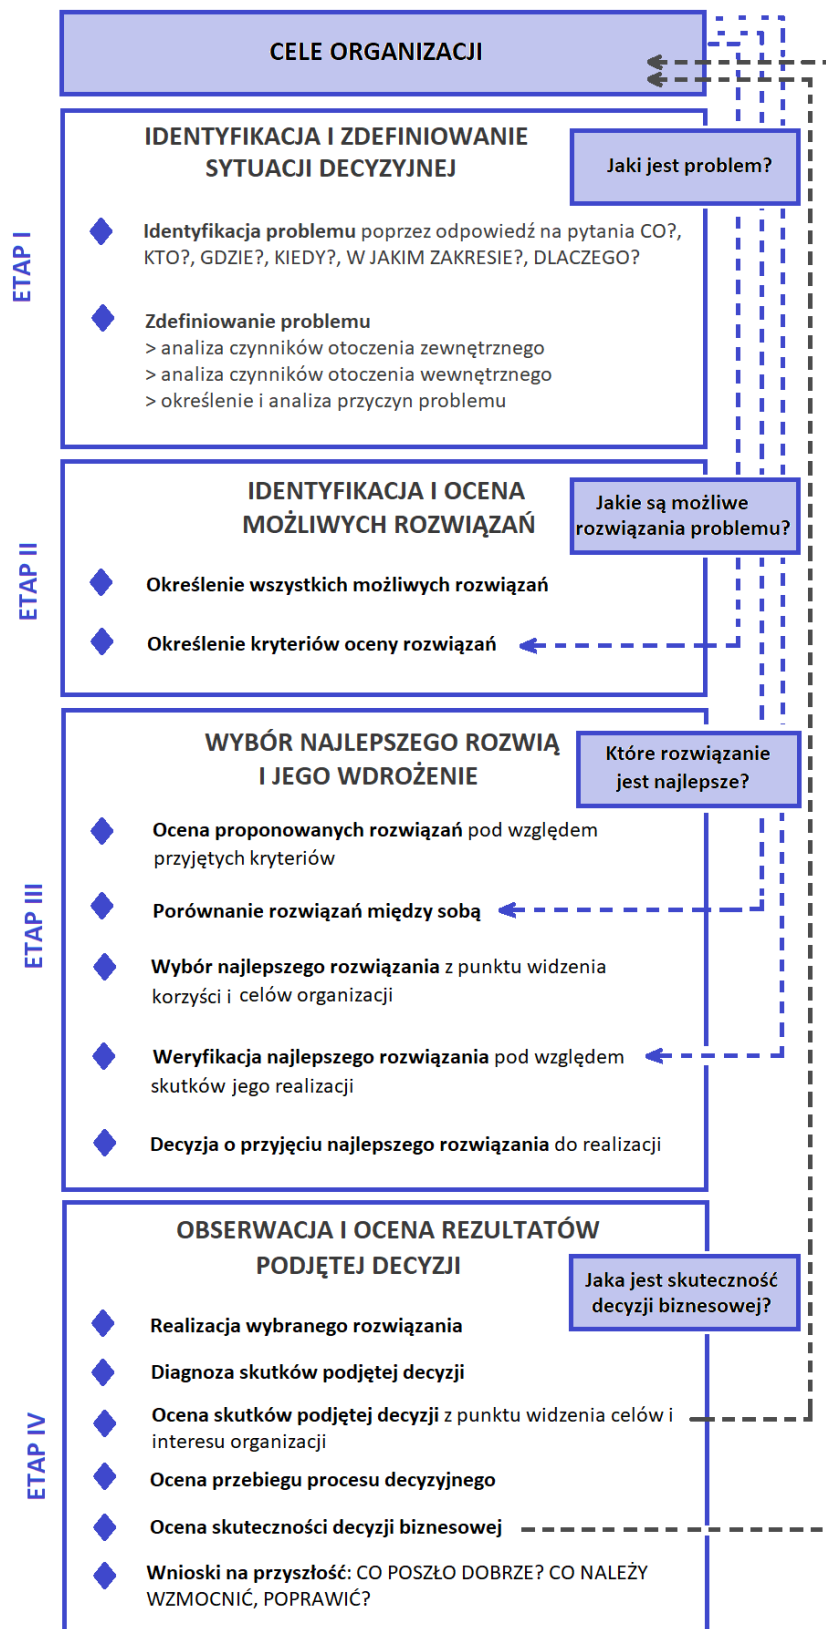 CELE ORGANIZACJI
ETAP I
IDENTYFIKACJA I ZDEFINIOWANIE
SYTUACJI DECYZYJNEJ
Jaki jest problem?
Identyfikacja problemu poprzez odpowiedź na pytania CO?,
KTO?, GDZIE?, KIEDY?, W JAKIM ZAKRESIE?, DLACZEGO?
Zdefiniowanie problemu
> analiza czynników otoczenia zewnętrznego
> analiza czynników otoczenia wewnętrznego
> określenie i analiza przyczyn problemu
ETAP II
IDENTYFIKACJA I OCENA
MOŻLIWYCH ROZWIĄZAŃ
Jakie są możliwe
rozwiązania problemu?
Określenie wszystkich możliwych rozwiązań
Określenie kryteriów oceny rozwiązań
ETAP III
WYBÓR NAJLEPSZEGO ROZWIĄ
I JEGO WDROŻENIE
Które rozwiązanie
jest najlepsze?
Ocena proponowanych rozwiązań pod względem
przyjętych kryteriów
Porównanie rozwiązań między sobą
Wybór najlepszego rozwiązania z punktu widzenia
korzyści i celów organizacji
Weryfikacja najlepszego rozwiązania pod względem
skutków jego realizacji
Decyzja o przyjęciu najlepszego rozwiązania do realizacji
ETAP IV
OBSERWACJA I OCENA REZULTATÓW
PODJĘTEJ DECYZJI
Jaka jest skuteczność
decyzji biznesowej?
Realizacja wybranego rozwiązania
Diagnoza skutków podjętej decyzji
Ocena skutków podjętej decyzji z punktu widzenia celów i
interesu organizacji
Ocena przebiegu procesu decyzyjnego
Ocena skuteczności decyzji biznesowej
Wnioski na przyszłość: CO POSZŁO DOBRZE? CO NALEŻY
WZMOCNIĆ, POPRAWIĆ?